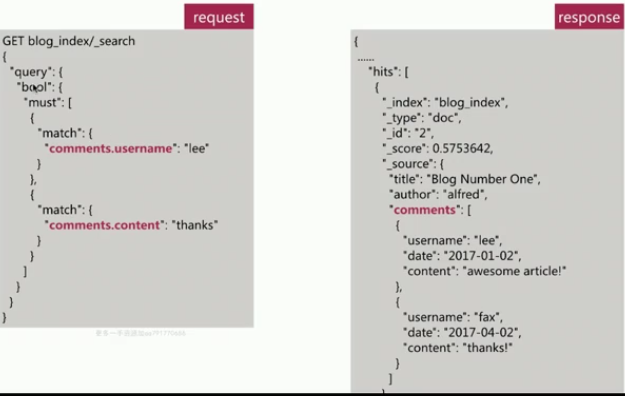 request
GET blog_index/_search
{
"query": {
"bool": {
"must": [
{
"match": {
"comments.username": "lee"
}
},
{
"match": {
"comments.content": "thanks"
}
}
]
}
}
}
response
{
......
"hits": [
{
"_index": "blog_index",
"_type": "doc",
"_id": "2",
"_score": 0.5753642,
"_source": {
"title": "Blog Number One",
"author": "alfred",
"comments": [
{
"username": "lee",
"date": "2017-01-02",
"content": "awesome article!"
},
{
"username": "fax",
"date": "2017-04-02",
"content": "thanks!"
}
]